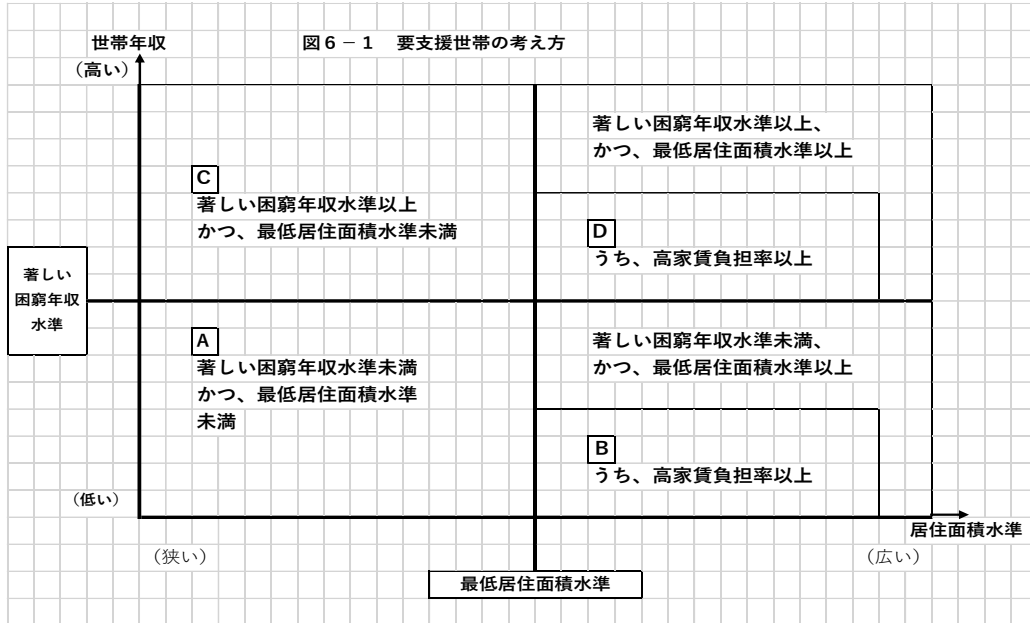 図６－１　要支援世帯の考え方
世帯年収
（高い）
著しい困窮年収水準以上、
かつ、最低居住面積水準以上
C
著しい困窮年収水準以上
かつ、最低居住面積水準未満
D
うち、高家賃負担率以上
著しい
困窮年収
水準
A
著しい困窮年収水準未満
かつ、最低居住面積水準
未満
著しい困窮年収水準未満、
かつ、最低居住面積水準以上
B
うち、高家賃負担率以上
（低い）
居住面積水準
（狭い）
（広い）
最低居住面積水準